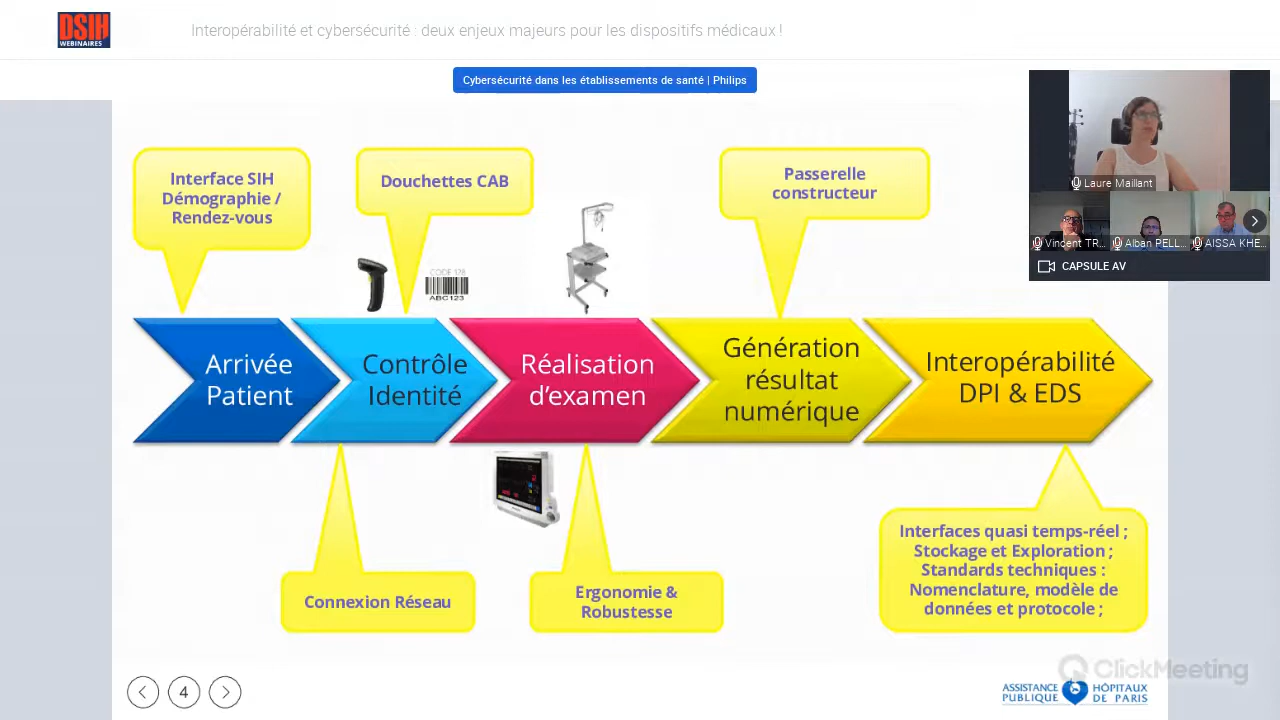 DSIH
WEBINAIRES
Interopérabilité et cybersécurité : deux enjeux majeurs pour les dispositifs médicaux !
Cybersécurité dans les établissements de santé | Philips
Laure Maillant
Vincent TR...
Alban PELL...
AISSA KHE...
CAPSULE AV
Interface SIH
Démographie /
Rendez-vous
Douchettes CAB
Passerelle
constructeur
CODE 128
ABC123
Arrivée
Patient
Contrôle
Identité
Réalisation
d'examen
Génération
résultat
numérique
Interopérabilité
DPI & EDS
Connexion Réseau
Ergonomie &
Robustesse
Interfaces quasi temps-réel ;
Stockage et Exploration ;
Standards techniques :
Nomenclature, modèle de
données et protocole ;
4
ClickMeeting
ASSISTANCE
PUBLIQUE
HÔPITAUX
DE PARIS